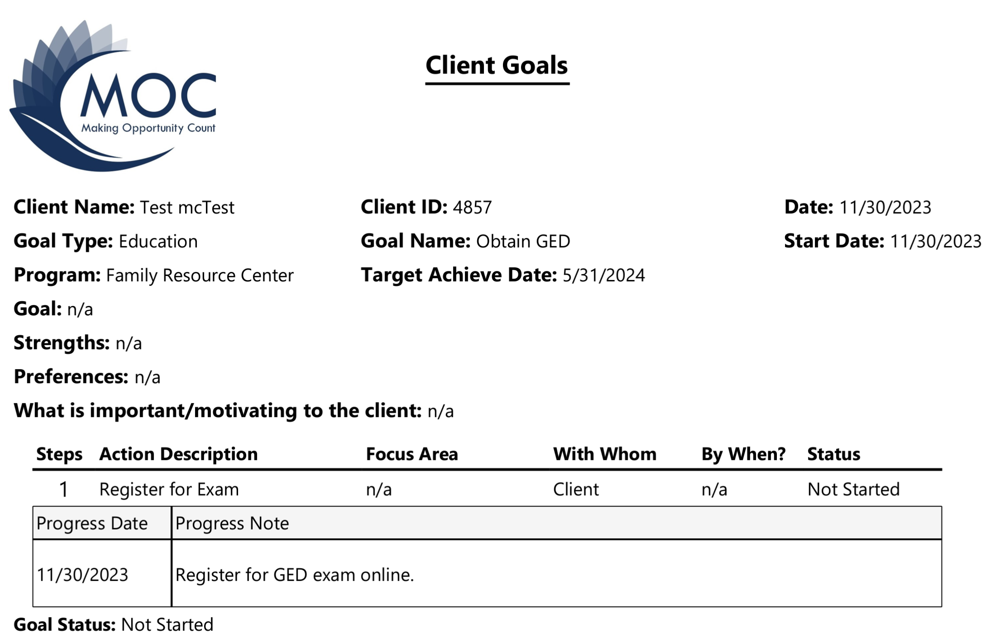 MOC
Making Opportunity Count
Client Goals
Client Name: Test mcTest Client ID: 4857 Date: 11/30/2023
Goal Type: Education Goal Name: Obtain GED Start Date: 11/30/2023
Program: Family Resource Center Target Achieve Date: 5/31/2024
Goal: n/a
Strengths: n/a
Preferences: n/a
What is important/motivating to the client: n/a
Steps Action Description Focus Area With Whom By When? Status
1 Register for Exam n/a Client n/a Not Started
Progress Date Progress Note
11/30/2023 Register for GED exam online.
Goal Status: Not Started